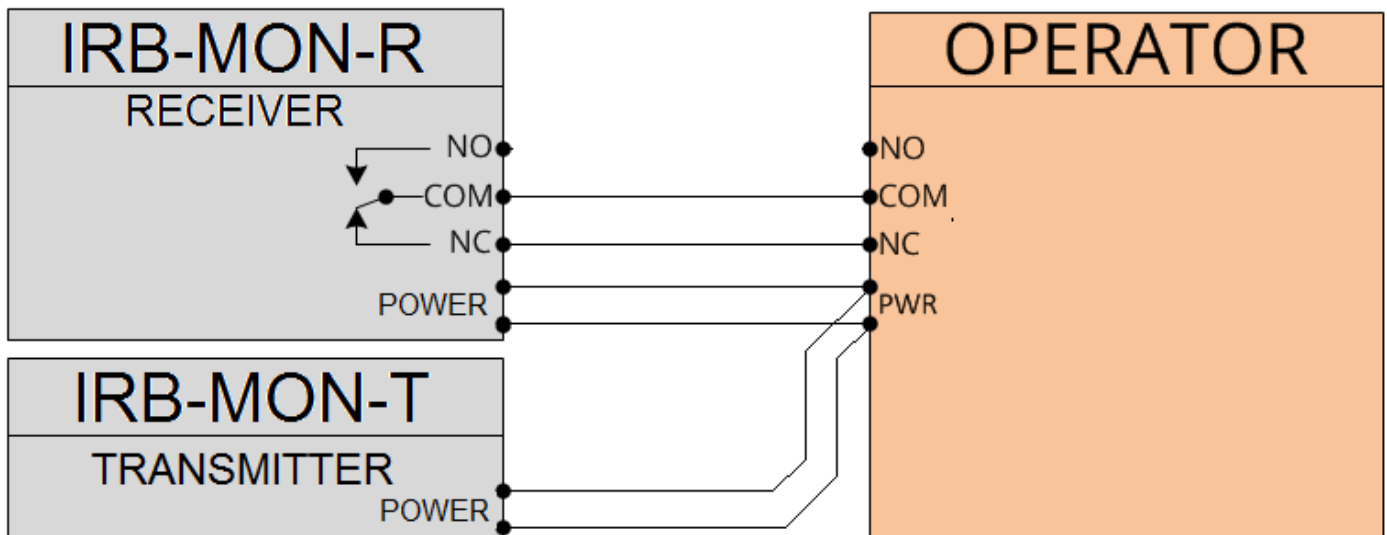 IRB-MON-R
RECEIVER
NO
COM
NC
POWER
IRB-MON-T
TRANSMITTER
POWER
OPERATOR
NO
COM
NC
PWR